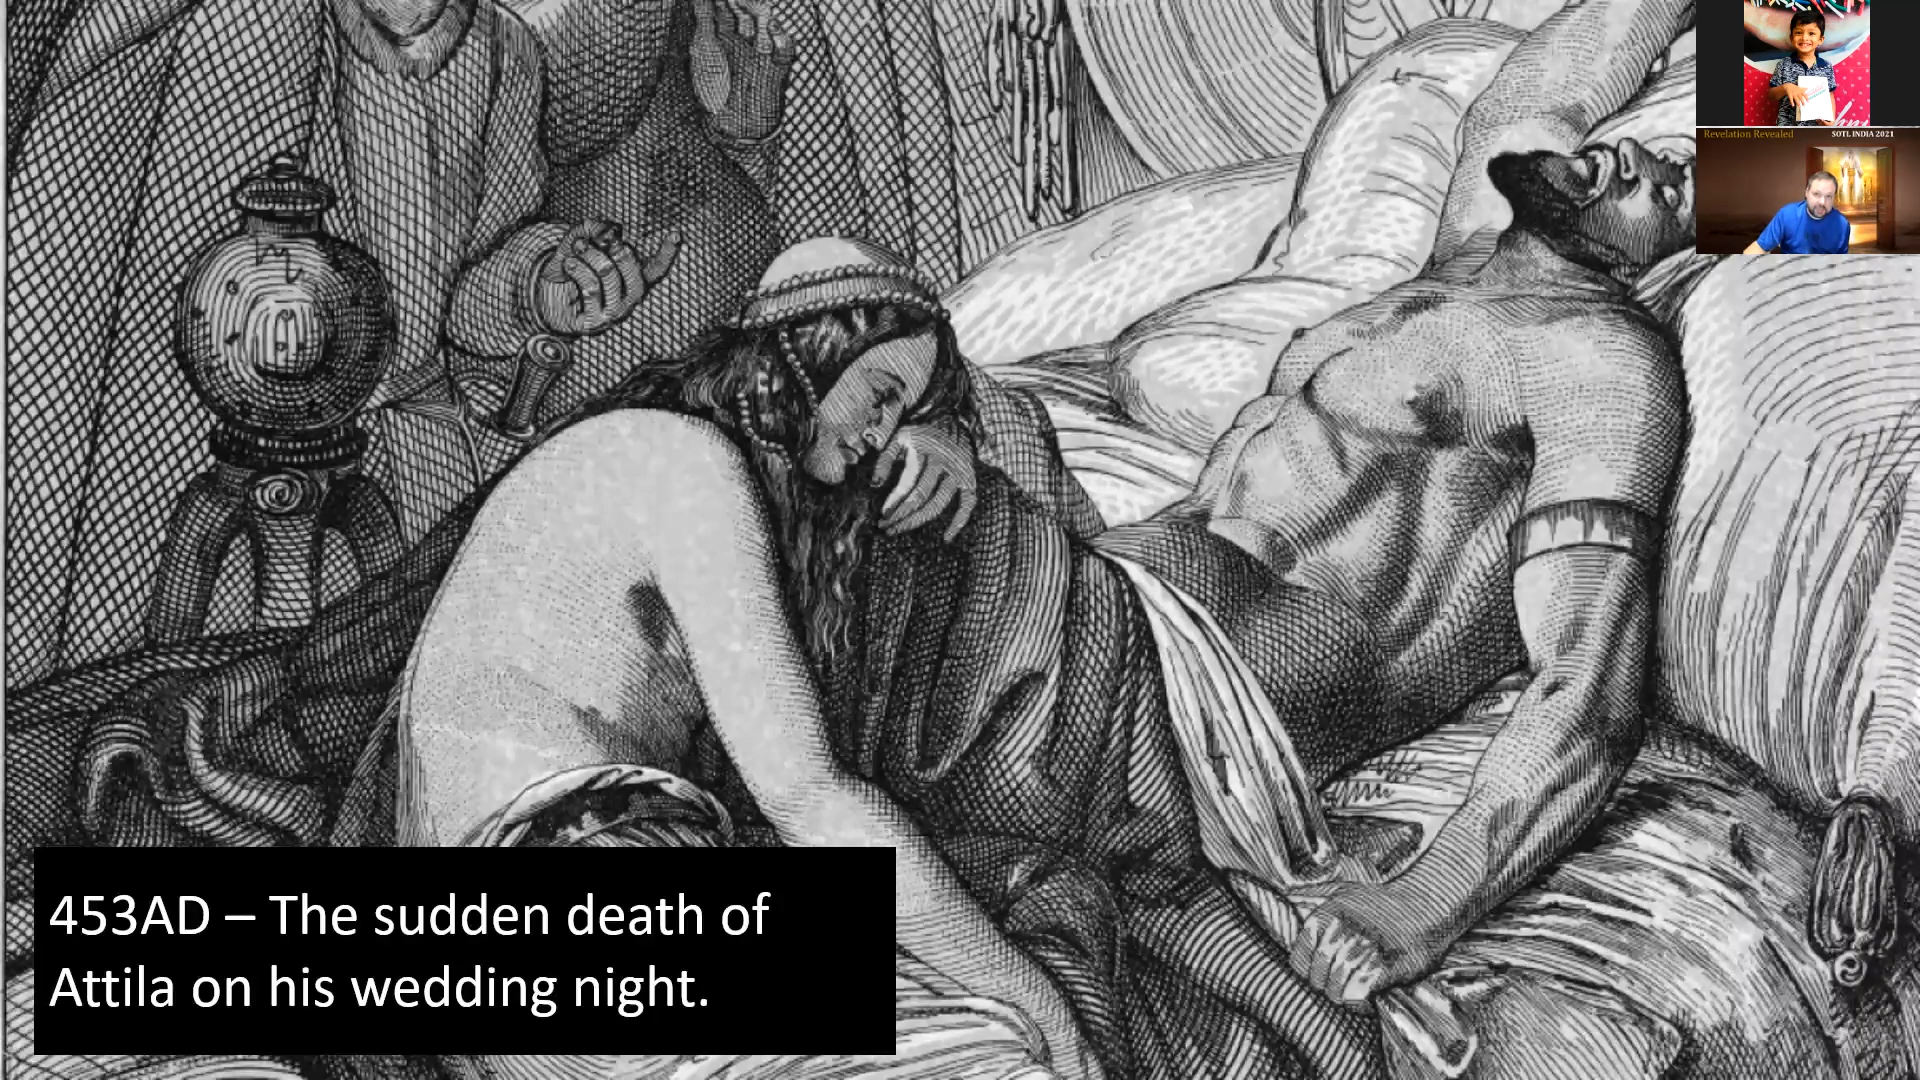 Revelation Revealed
SOTL INDIA 2021
453AD – The sudden death of
Attila on his wedding night.